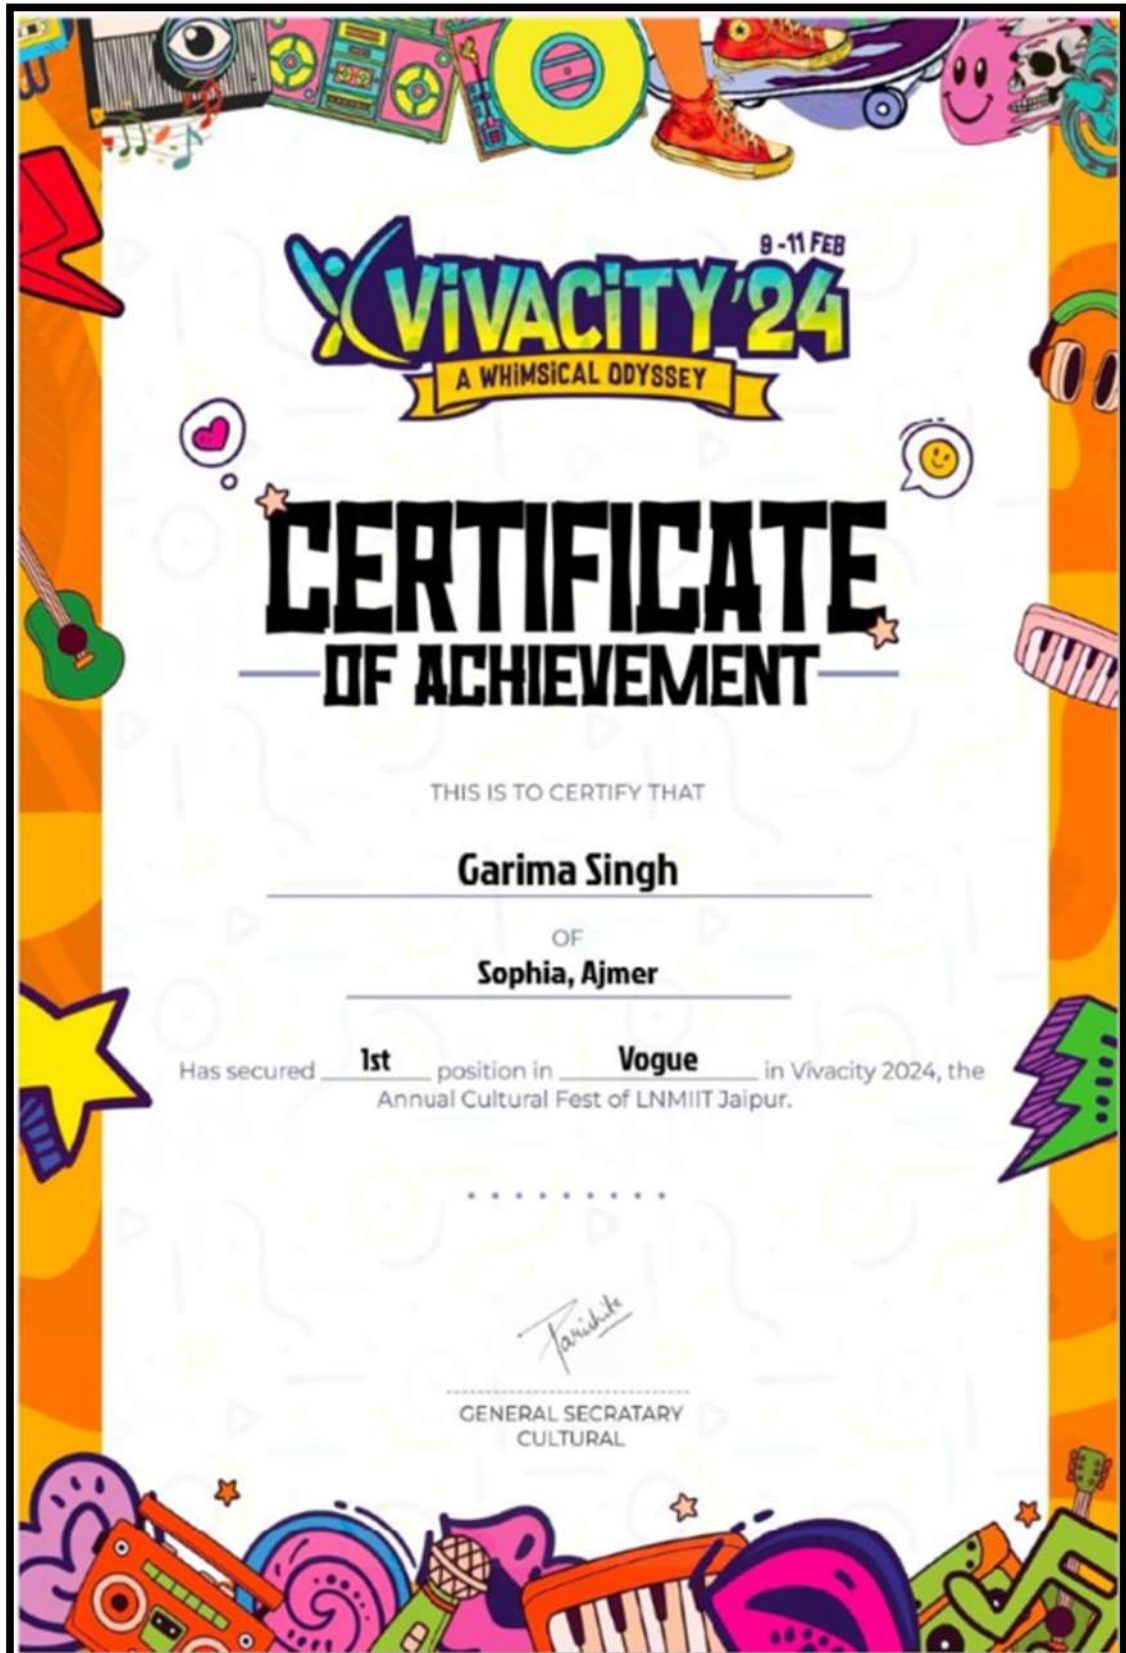 9-11 FEB
ViVACiTY'24
A WHiMSiCAL ODYSSEY
CERTIFICATE
OF ACHIEVEMENT
THIS IS TO CERTIFY THAT
Garima Singh
OF
Sophia, Ajmer
Has secured 1st position in Vogue in Vivacity 2024, the
Annual Cultural Fest of LNMIIT Jaipur.
GENERAL SECRATARY
CULTURAL